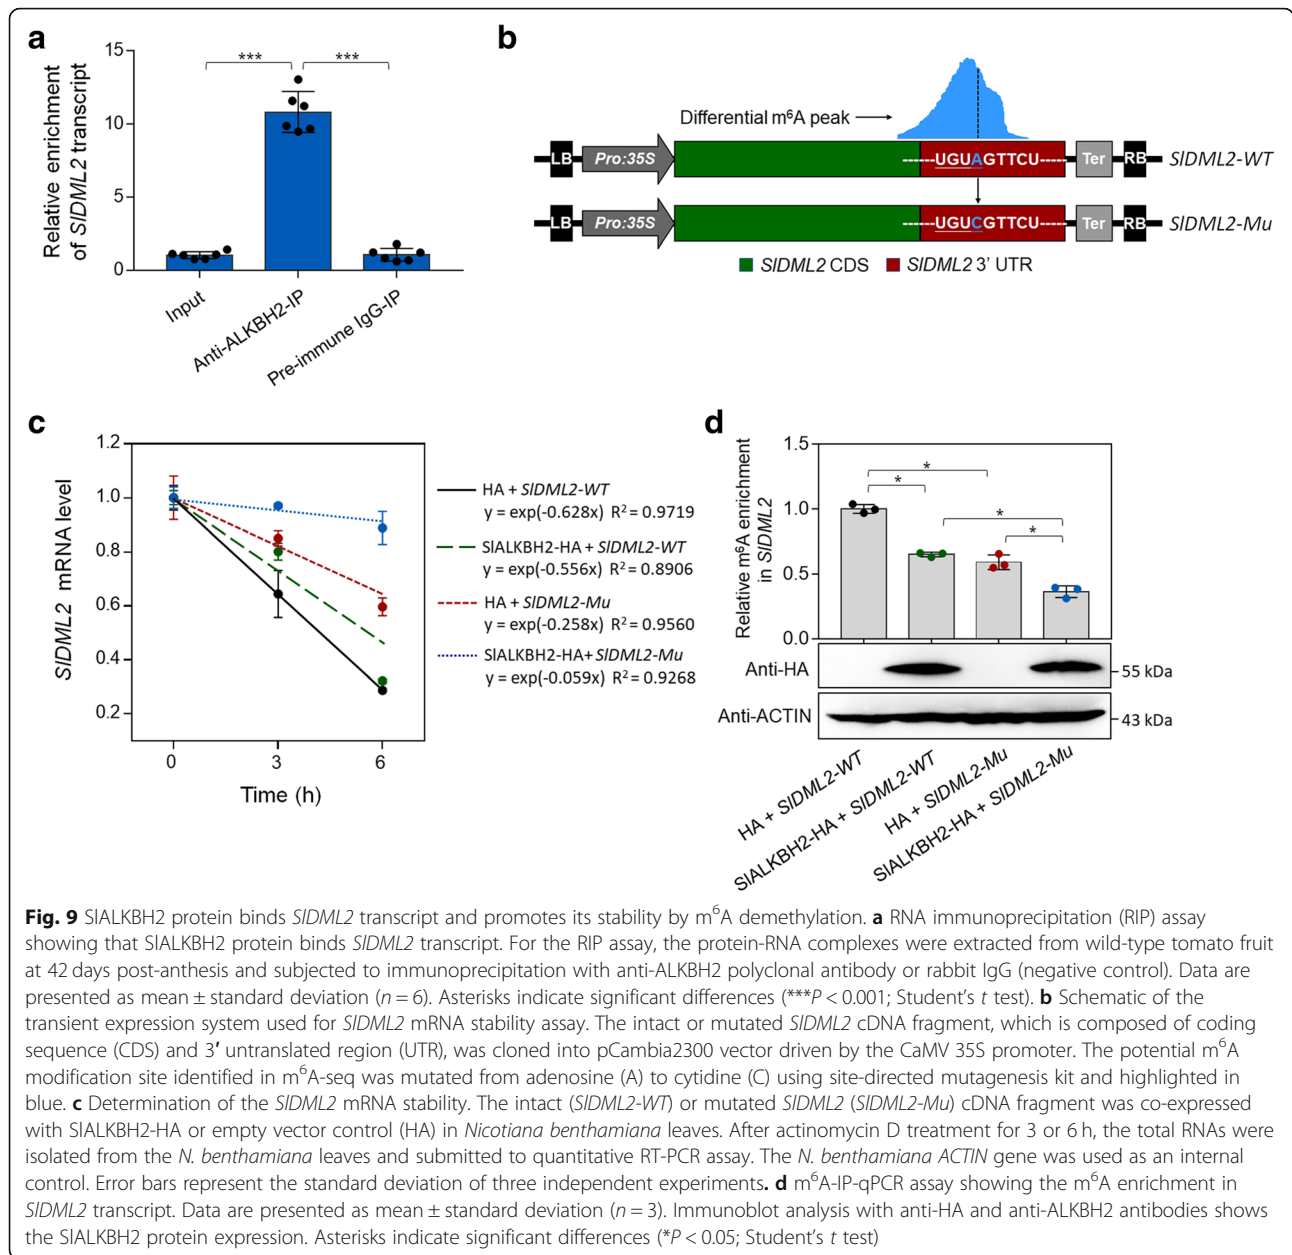 a
15
10
5
0
Relative enrichment
of SlDML2 transcript
***
***
Input
Anti-ALKBH2-IP
Pre-immune IgG-IP
b
Differential m⁶A peak
LB Pro:35S ------UGUAGTTCU----- Ter RB SlDML2-WT
LB Pro:35S ------UGUCGTTCU----- Ter RB SlDML2-Mu
SlDML2 CDS SlDML2 3’ UTR
c
1.2
1.0
0.8
0.6
0.4
0.2
SlDML2 mRNA level
0 3 6
Time (h)
HA + SlDML2-WT
y = exp(-0.628x) R² = 0.9719
SlALKBH2-HA + SlDML2-WT
y = exp(-0.556x) R² = 0.8906
HA + SlDML2-Mu
y = exp(-0.258x) R² = 0.9560
SlALKBH2-HA+ SlDML2-Mu
y = exp(-0.059x) R² = 0.9268
d
1.5
1.0
0.5
0.0
Relative m⁶A enrichment
in SlDML2
*
*
*
*
Anti-HA 55 kDa
Anti-ACTIN 43 kDa
HA + SlDML2-WT
SlALKBH2-HA + SlDML2-WT
HA + SlDML2-Mu
SlALKBH2-HA + SlDML2-Mu
Fig. 9 SlALKBH2 protein binds SlDML2 transcript and promotes its stability by m⁶A demethylation. a RNA immunoprecipitation (RIP) assay
showing that SlALKBH2 protein binds SlDML2 transcript. For the RIP assay, the protein-RNA complexes were extracted from wild-type tomato fruit
at 42 days post-anthesis and subjected to immunoprecipitation with anti-ALKBH2 polyclonal antibody or rabbit IgG (negative control). Data are
presented as mean ± standard deviation (n = 6). Asterisks indicate significant differences (***P < 0.001; Student’s t test). b Schematic of the
transient expression system used for SlDML2 mRNA stability assay. The intact or mutated SlDML2 cDNA fragment, which is composed of coding
sequence (CDS) and 3′ untranslated region (UTR), was cloned into pCambia2300 vector driven by the CaMV 35S promoter. The potential m⁶A
modification site identified in m⁶A-seq was mutated from adenosine (A) to cytidine (C) using site-directed mutagenesis kit and highlighted in
blue. c Determination of the SlDML2 mRNA stability. The intact (SlDML2-WT) or mutated SlDML2 (SlDML2-Mu) cDNA fragment was co-expressed
with SlALKBH2-HA or empty vector control (HA) in Nicotiana benthamiana leaves. After actinomycin D treatment for 3 or 6 h, the total RNAs were
isolated from the N. benthamiana leaves and submitted to quantitative RT-PCR assay. The N. benthamiana ACTIN gene was used as an internal
control. Error bars represent the standard deviation of three independent experiments. d m⁶A-IP-qPCR assay showing the m⁶A enrichment in
SlDML2 transcript. Data are presented as mean ± standard deviation (n = 3). Immunoblot analysis with anti-HA and anti-ALKBH2 antibodies shows
the SlALKBH2 protein expression. Asterisks indicate significant differences (*P < 0.05; Student’s t test)